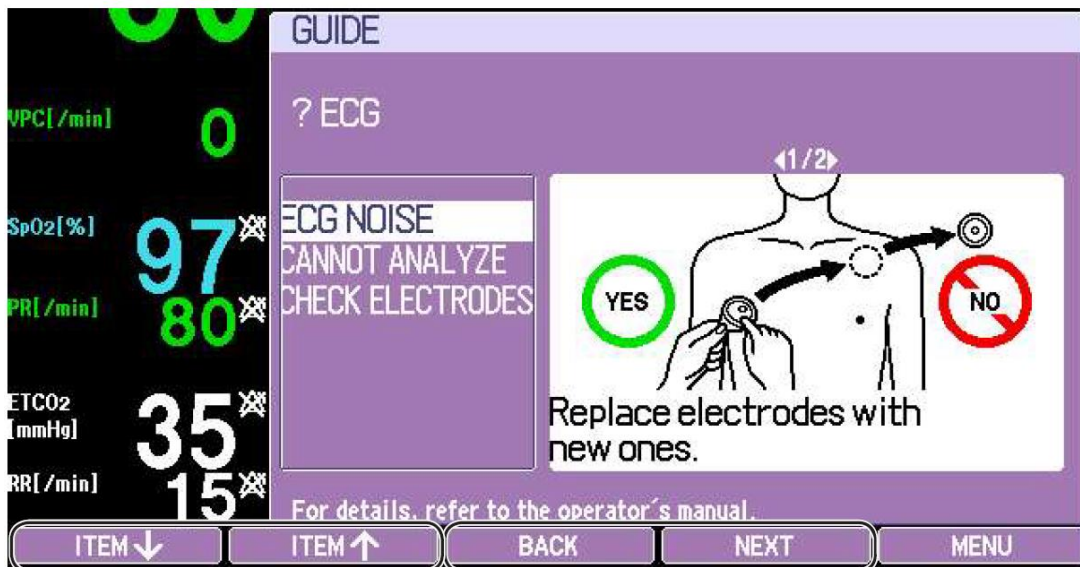 GUIDE
? ECG
VPC[/min]
0
1/2
SpO2[%]
97
ECG NOISE
CANNOT ANALYZE
CHECK ELECTRODES
YES
NO
PR[/min]
80
ETCO2
[mmHg]
35
Replace electrodes with
new ones.
RR[/min]
15
For details, refer to the operator´s manual.
ITEM↓ ITEM↑ BACK NEXT MENU